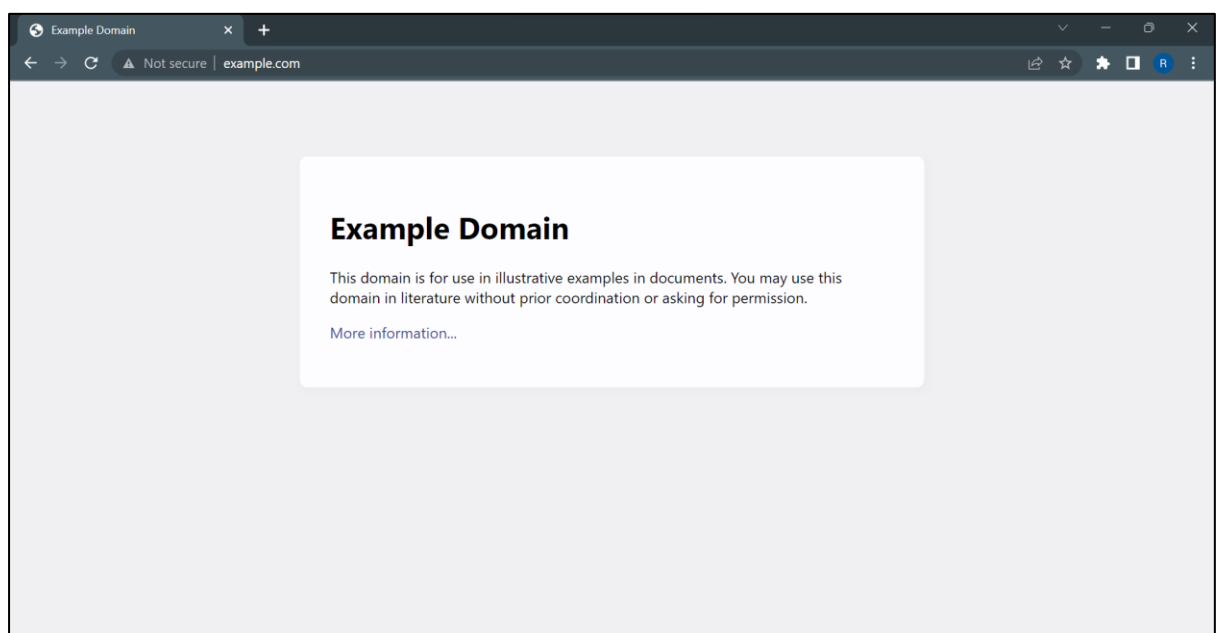 Example Domain
Not secure | example.com
R
Example Domain
This domain is for use in illustrative examples in documents. You may use this
domain in literature without prior coordination or asking for permission.
More information...